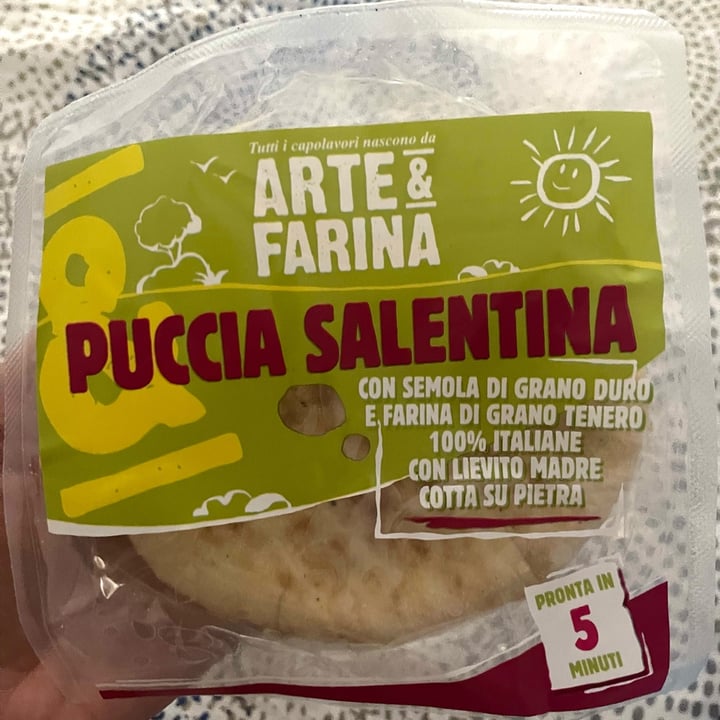 Tutti i capolavori nascono da
ARTE &
FARINA
PUCCIA SALENTINA
CON SEMOLA DI GRANO DURO
E FARINA DI GRANO TENERO
100% ITALIANE
CON LIEVITO MADRE
COTTA SU PIETRA
PRONTA IN
5
MINUTI